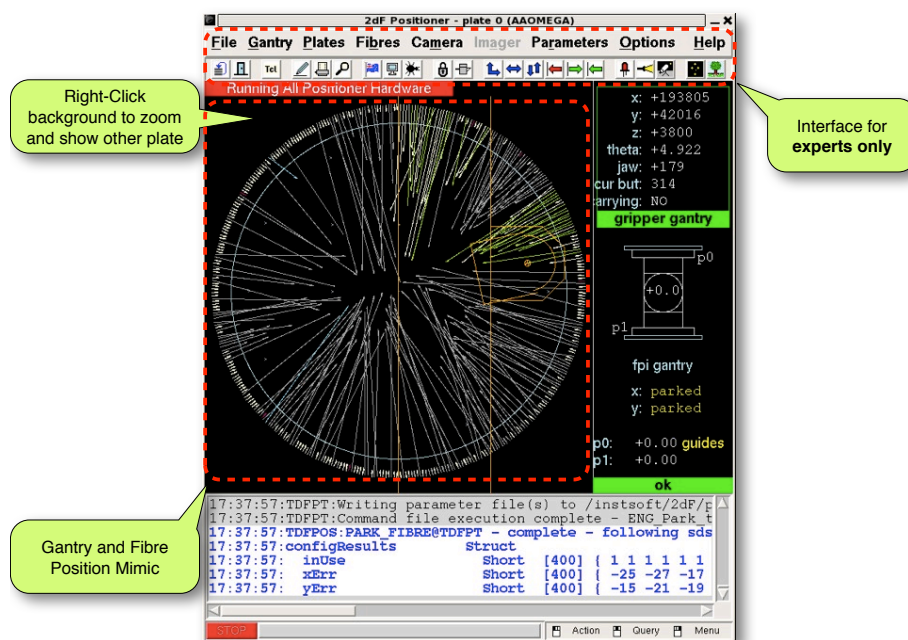 2dF Positioner - plate 0 (AAOMEGA)
File Gantry Plates Fibres Camera Imager Parameters Options Help
Tct
Running All Positioner Hardware
Right-Click
background to zoom
and show other plate
Interface for
experts only
x: +193805
y: +42016
z: +3800
theta: +4.922
jaw: +179
cur but: 314
arrying: NO
gripper gantry
p0
+0.0
p1
fpi gantry
x: parked
y: parked
p0: +0.00 guides
p1: +0.00
ok
Gantry and Fibre
Position Mimic
17:37:57:TDFPT:Writing parameter file(s) to /instsoft/2dF/p
17:37:57:TDFPT:Command file execution complete - ENG_Park_t
17:37:57:TDFPOS:PARK_FIBRE@TDFPT - complete - following sds
17:37:57:configResults Struct
17:37:57: inUse Short [400] { 1 1 1 1 1 1
17:37:57: xErr Short [400] { -25 -27 -17
17:37:57: yErr Short [400] { -15 -21 -19
STOP
Action Query Menu